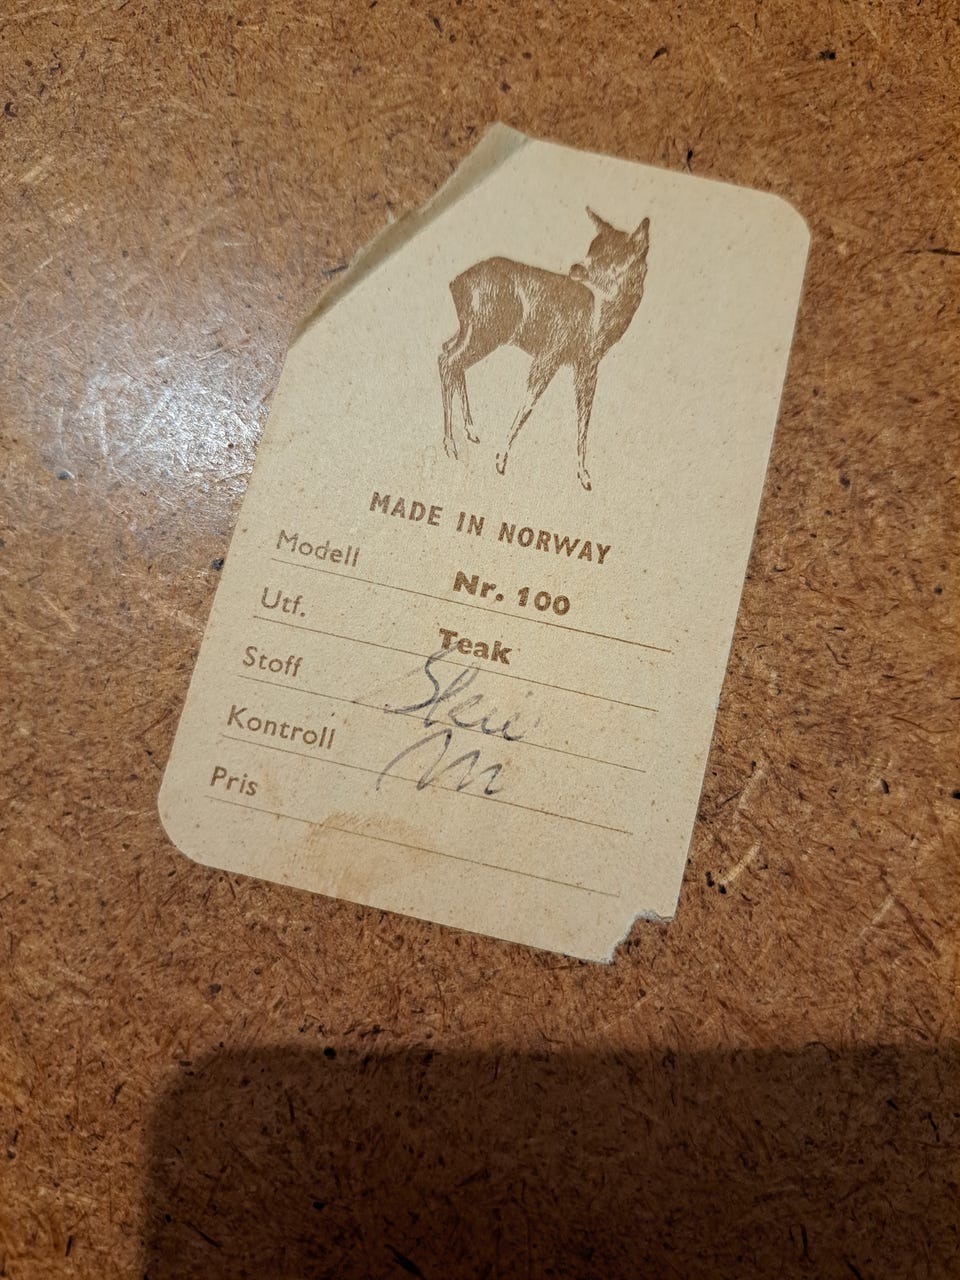 MADE IN NORWAY
Modell Nr. 100
Utf. Teak
Stoff
Kontroll
Pris